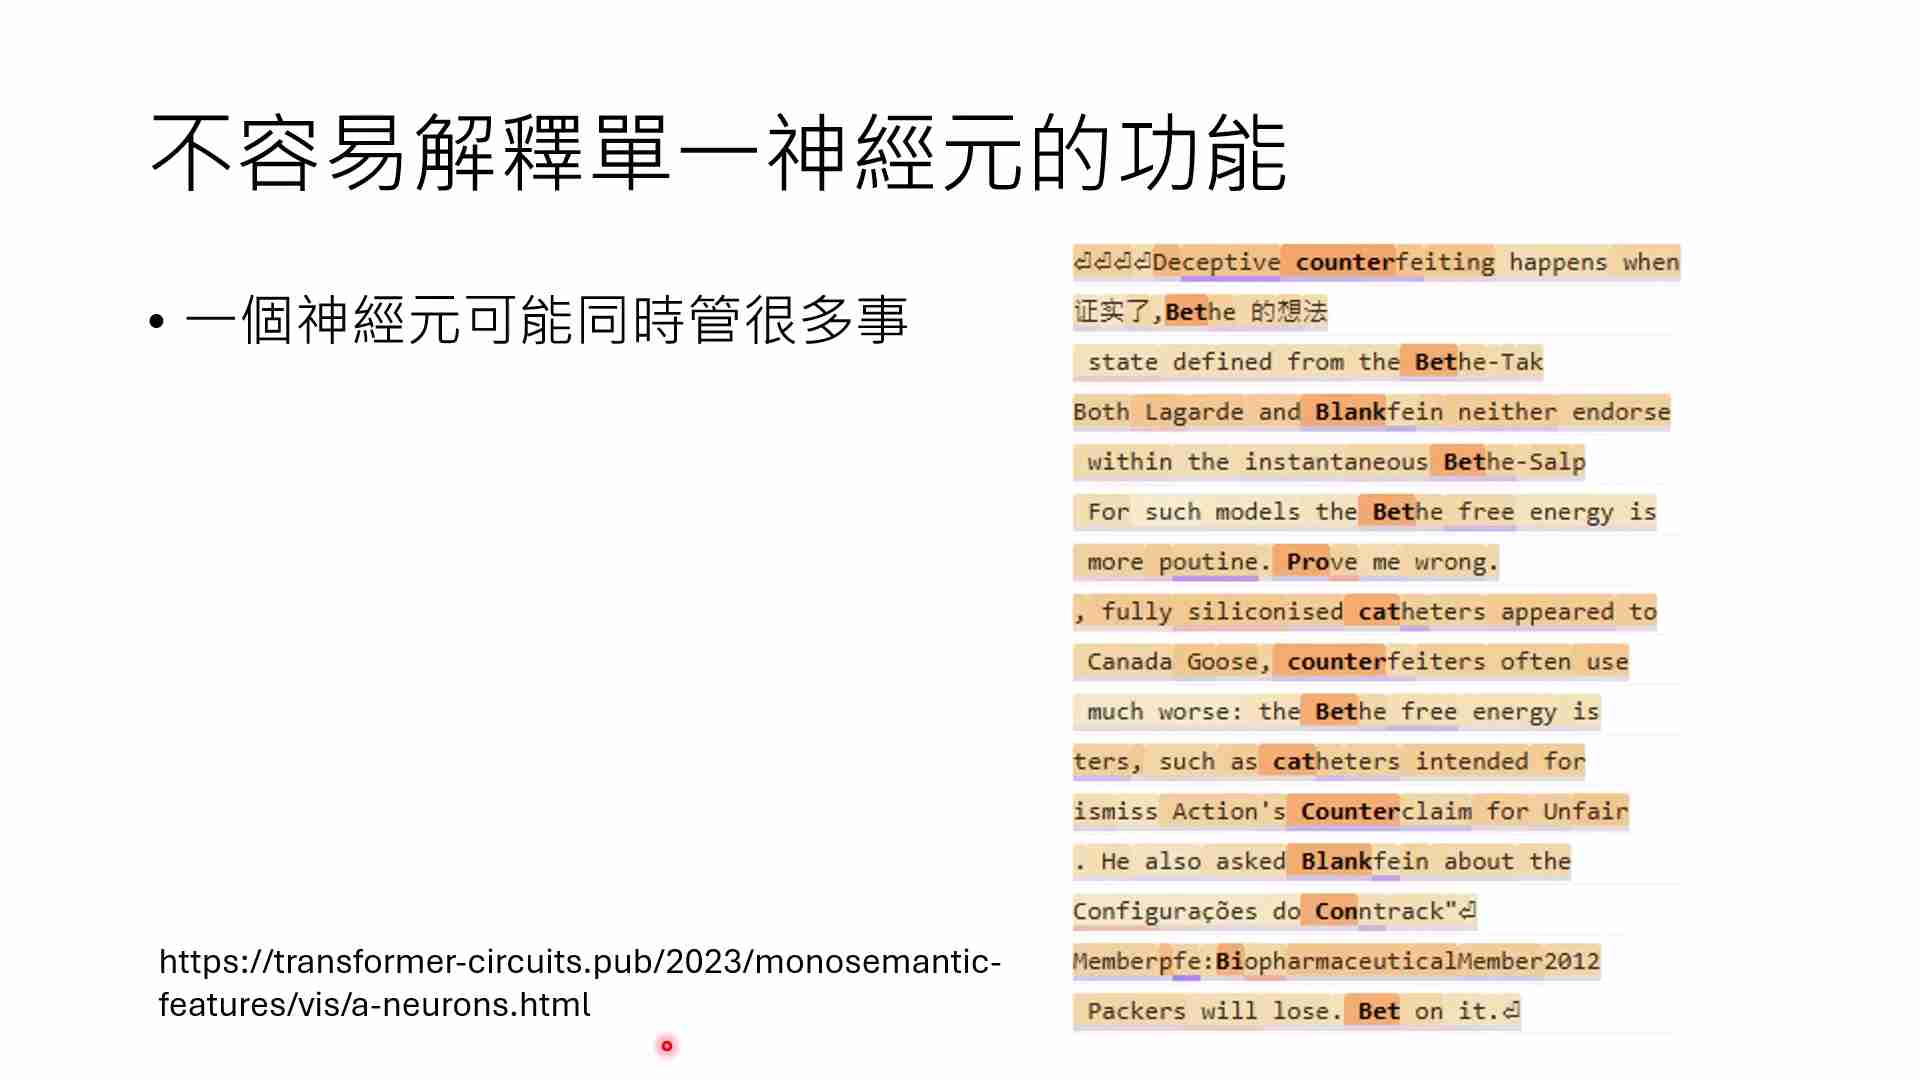 不容易解釋單一神經元的功能
• 一個神經元可能同時管很多事
⏎⏎⏎⏎Deceptive counterfeiting happens when
证实了,Bethe 的想法
state defined from the Bethe-Tak
Both Lagarde and Blankfein neither endorse
within the instantaneous Bethe-Salp
For such models the Bethe free energy is
more poutine. Prove me wrong.
, fully siliconised catheters appeared to
Canada Goose, counterfeiters often use
much worse: the Bethe free energy is
ters, such as catheters intended for
ismiss Action's Counterclaim for Unfair
. He also asked Blankfein about the
Configurações do Conntrack"⏎
Memberpfe:BiopharmaceuticalMember2012
Packers will lose. Bet on it.⏎
https://transformer-circuits.pub/2023/monosemantic-
features/vis/a-neurons.html